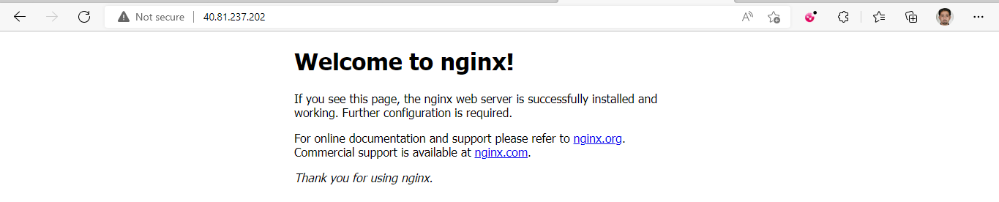 Not secure
40.81.237.202
Welcome to nginx!
If you see this page, the nginx web server is successfully installed and
working. Further configuration is required.
For online documentation and support please refer to nginx.org.
Commercial support is available at nginx.com.
Thank you for using nginx.